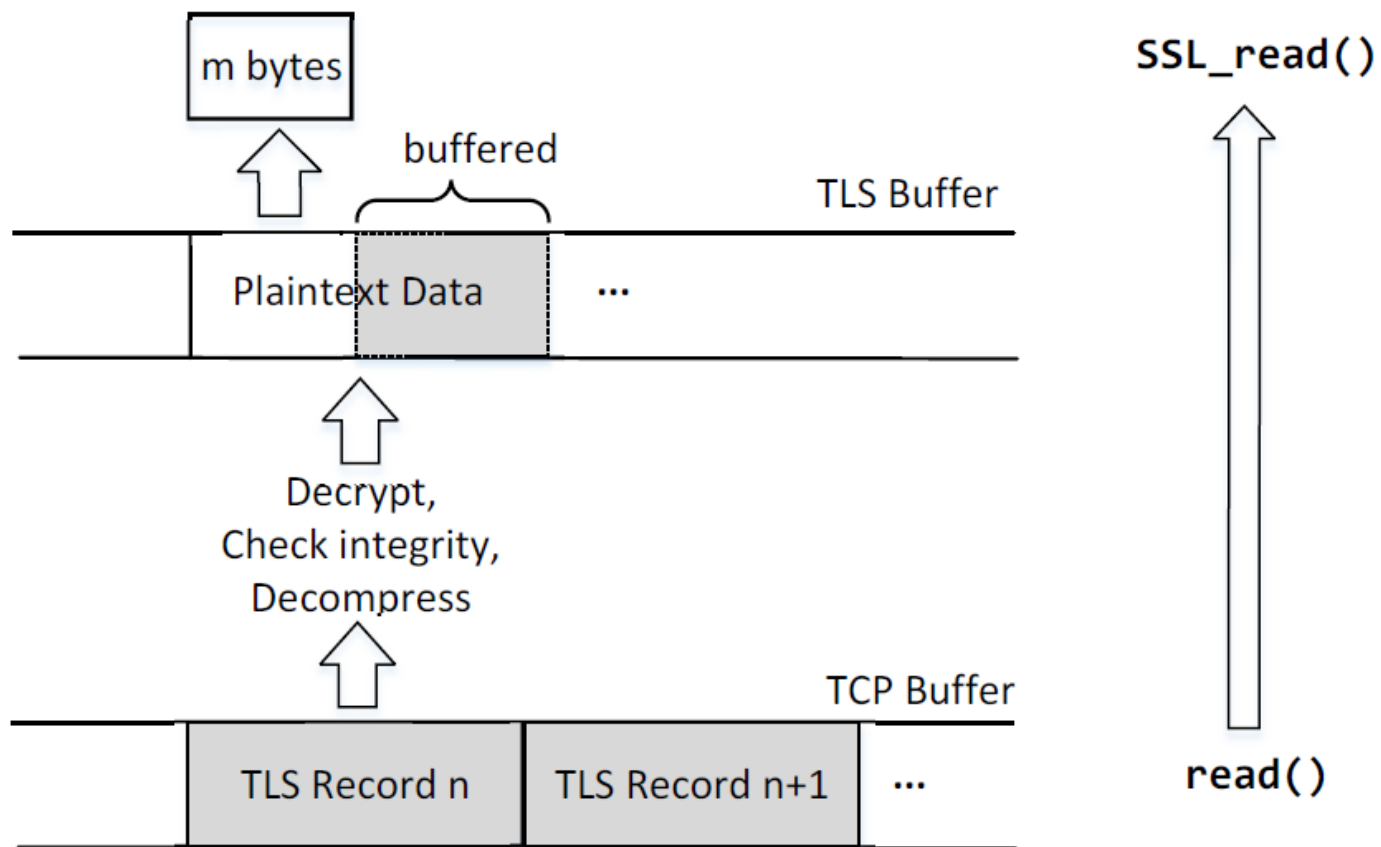 m bytes
SSL_read()
buffered
TLS Buffer
Plaintext Data
...
Decrypt,
Check integrity,
Decompress
TCP Buffer
TLS Record n
TLS Record n+1
...
read()